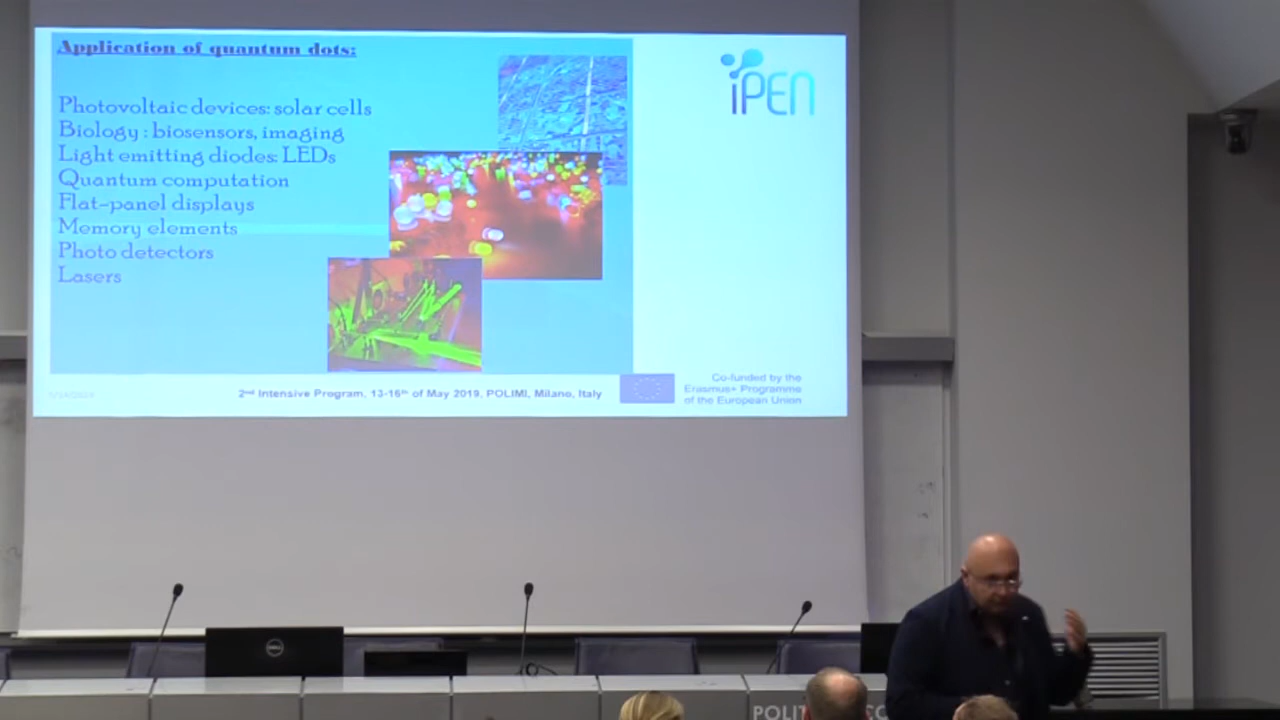 Application of quantum dots:
Photovoltaic devices: solar cells
Biology : biosensors, imaging
Light emitting diodes: LEDs
Quantum computation
Flat-panel displays
Memory elements
Photo detectors
Lasers
iPEN
2nd Intensive Program, 13-16th of May 2019, POLIMI, Milano, Italy
Co-funded by the
Erasmus+ Programme
of the European Union
DELL